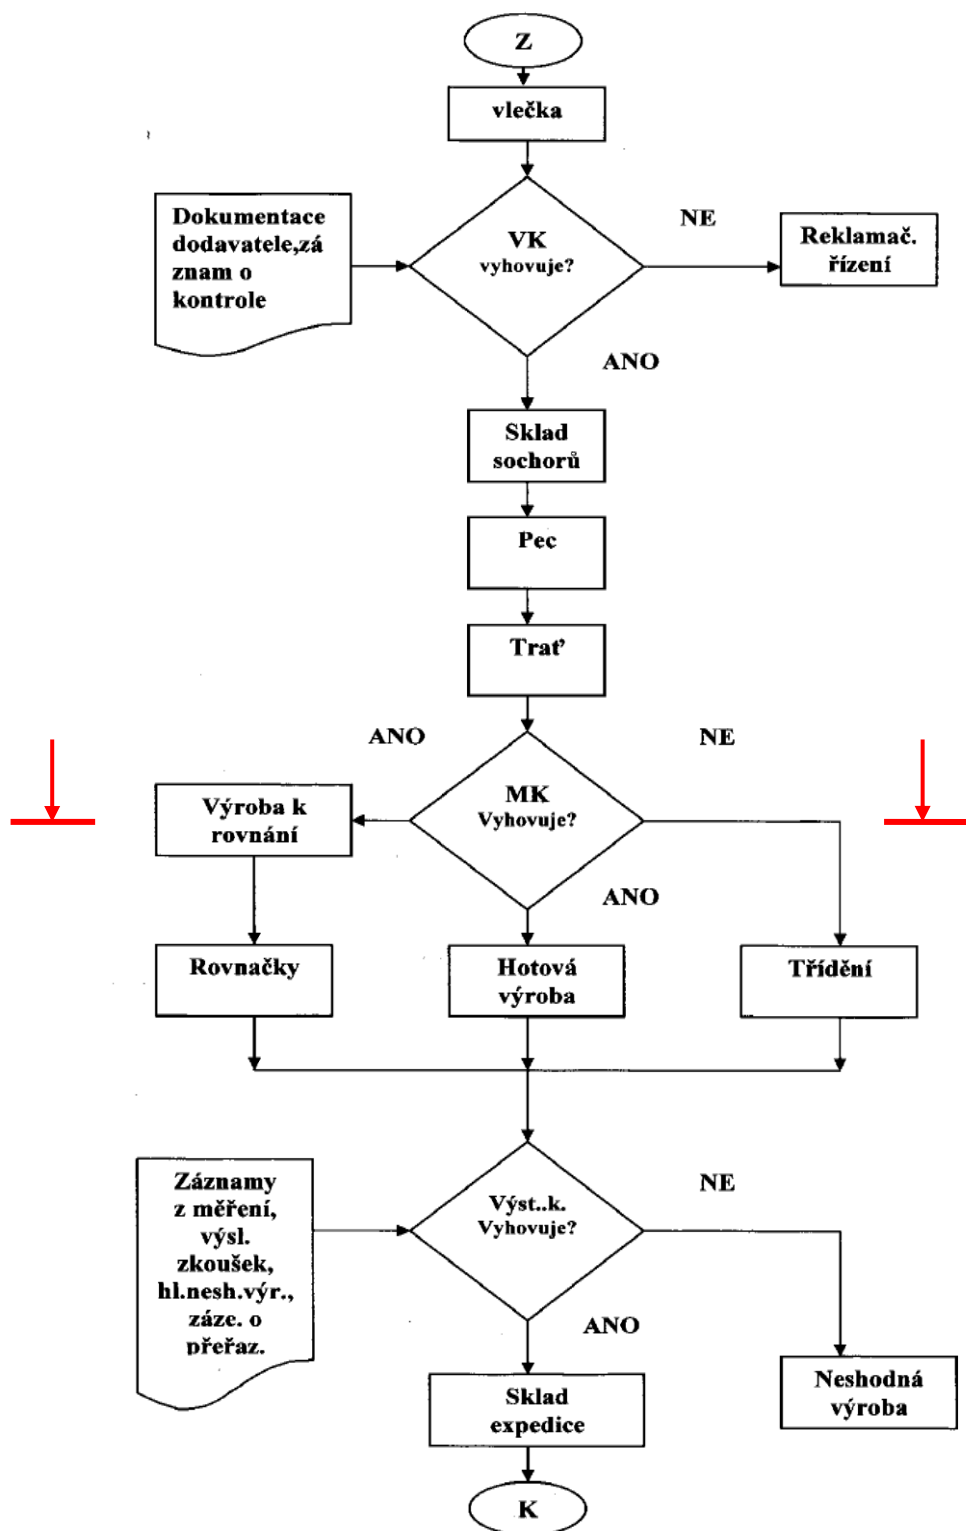 Z
vlečka
Dokumentace
dodavatele,zá
znam o
kontrole
VK
vyhovuje?
NE
Reklamač.
řízení
ANO
Sklad
sochorů
Pec
Trať
ANO
NE
Výroba k
rovnání
MK
Vyhovuje?
ANO
Rovnačky
Hotová
výroba
Třídění
Záznamy
z měření,
výsl.
zkoušek,
hl.nesh.výr.,
záze. o
přeřaz.
Výst..k.
Vyhovuje?
NE
ANO
Sklad
expedice
Neshodná
výroba
K